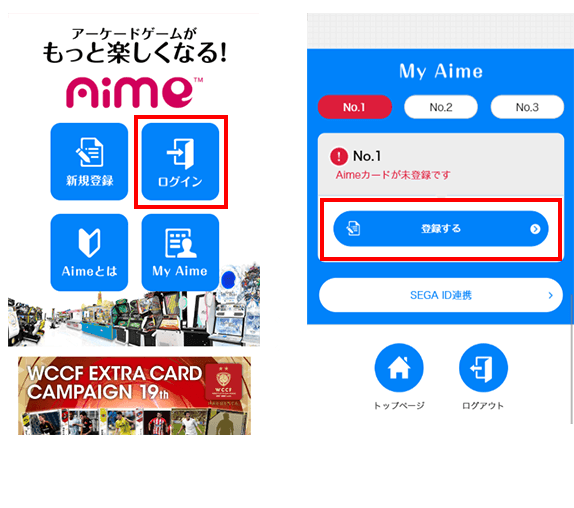 アーケードゲームが
もっと楽しくなる!
Aime™
新規登録
ログイン
Aimeとは
My Aime
WCCF EXTRA CARD
CAMPAIGN 19th
My Aime
No.1
No.2
No.3
No.1
Aimeカードが未登録です
登録する
SEGA ID連携
トップページ
ログアウト